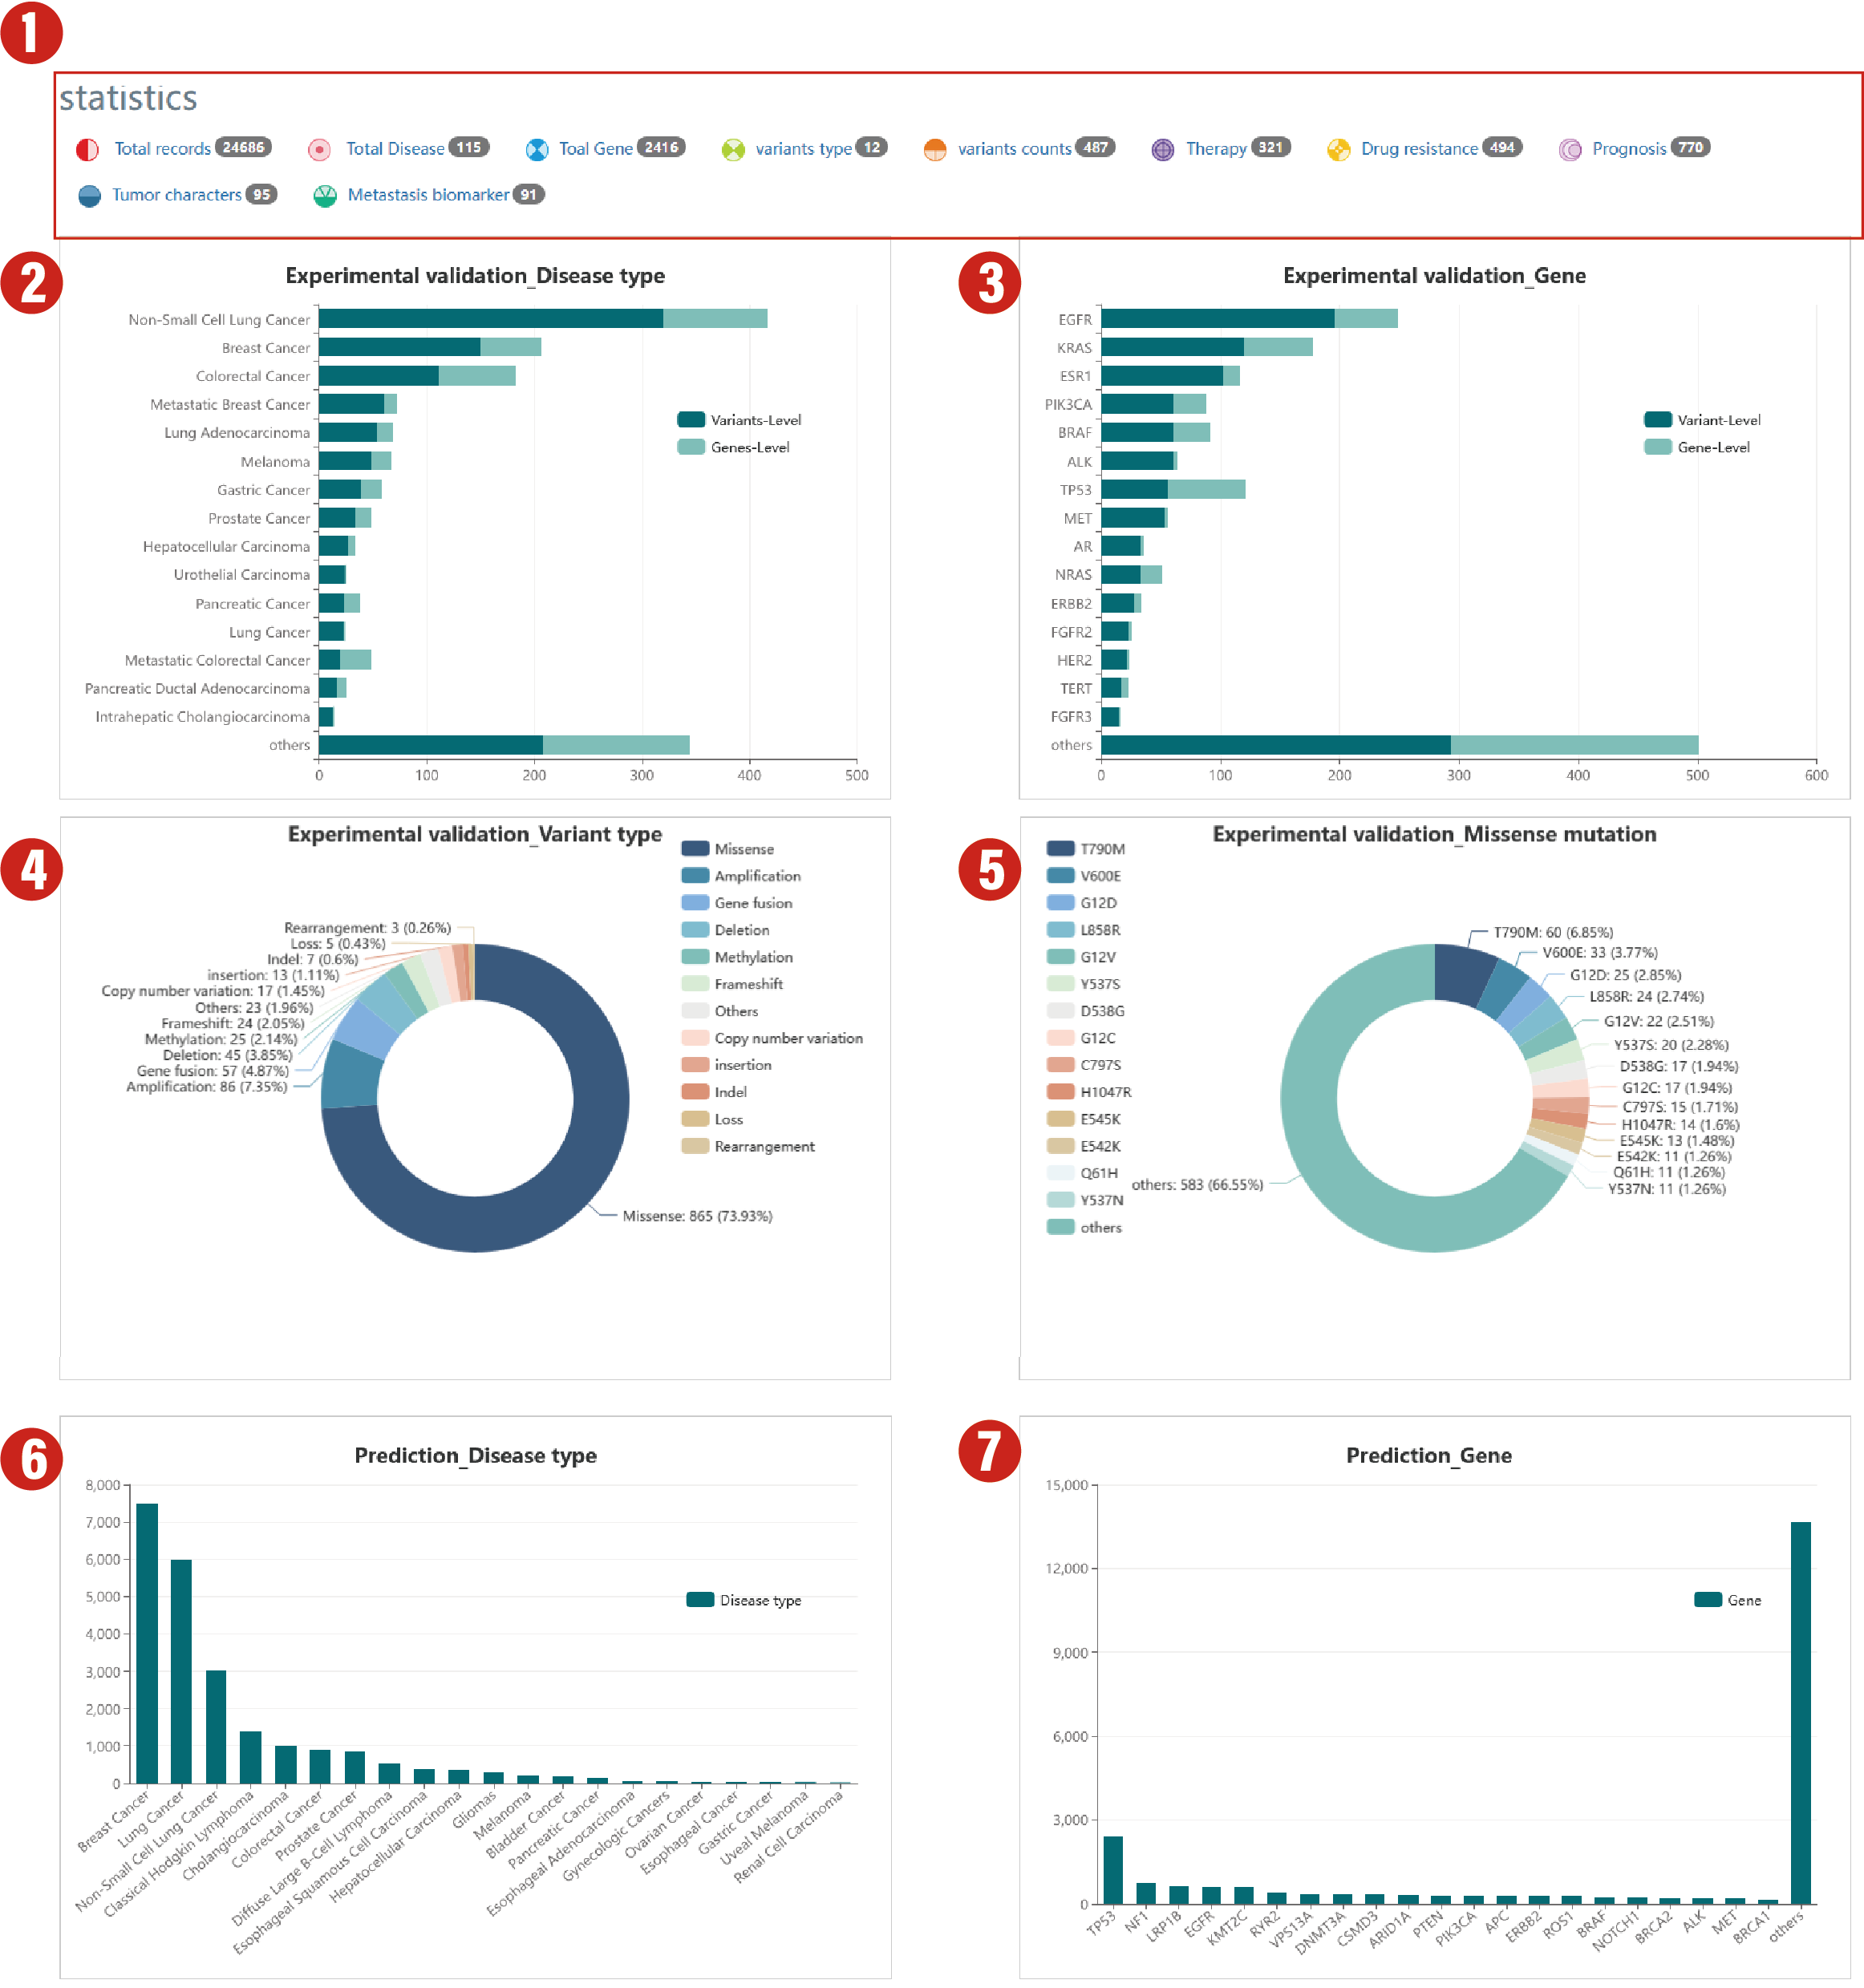 1
statistics
Total records 24686 Total Disease 115 Toal Gene 2416 variants type 12 variants counts 487 Therapy 321 Drug resistance 494 Prognosis 770
Tumor characters 95 Metastasis biomarker 91
2
Experimental validation_Disease type
Non-Small Cell Lung Cancer
Breast Cancer
Colorectal Cancer
Metastatic Breast Cancer
Lung Adenocarcinoma
Melanoma
Gastric Cancer
Prostate Cancer
Hepatocellular Carcinoma
Urothelial Carcinoma
Pancreatic Cancer
Lung Cancer
Metastatic Colorectal Cancer
Pancreatic Ductal Adenocarcinoma
Intrahepatic Cholangiocarcinoma
others
Variants-Level
Genes-Level
0 100 200 300 400 500
3
Experimental validation_Gene
EGFR
KRAS
ESR1
PIK3CA
BRAF
ALK
TP53
MET
AR
NRAS
ERBB2
FGFR2
HER2
TERT
FGFR3
others
Variant-Level
Gene-Level
0 100 200 300 400 500 600
4
Experimental validation_Variant type
Missense
Amplification
Gene fusion
Deletion
Methylation
Frameshift
Others
Copy number variation
insertion
Indel
Loss
Rearrangement
Rearrangement: 3 (0.26%)
Loss: 5 (0.43%)
Indel: 7 (0.6%)
insertion: 13 (1.11%)
Copy number variation: 17 (1.45%)
Others: 23 (1.96%)
Frameshift: 24 (2.05%)
Methylation: 25 (2.14%)
Deletion: 45 (3.85%)
Gene fusion: 57 (4.87%)
Amplification: 86 (7.35%)
Missense: 865 (73.93%)
5
Experimental validation_Missense mutation
T790M
V600E
G12D
L858R
G12V
Y537S
D538G
G12C
C797S
H1047R
E545K
E542K
Q61H
Y537N
others
T790M: 60 (6.85%)
V600E: 33 (3.77%)
G12D: 25 (2.85%)
L858R: 24 (2.74%)
G12V: 22 (2.51%)
Y537S: 20 (2.28%)
D538G: 17 (1.94%)
G12C: 17 (1.94%)
C797S: 15 (1.71%)
H1047R: 14 (1.6%)
E545K: 13 (1.48%)
E542K: 11 (1.26%)
Q61H: 11 (1.26%)
Y537N: 11 (1.26%)
others: 583 (66.55%)
6
Prediction_Disease type
8,000
7,000
6,000
5,000
4,000
3,000
2,000
1,000
0
Disease type
Breast Cancer
Lung Cancer
Non-Small Cell Lung Cancer
Classical Hodgkin Lymphoma
Cholangiocarcinoma
Colorectal Cancer
Prostate Cancer
Diffuse Large B-Cell Lymphoma
Esophageal Squamous Cell Carcinoma
Hepatocellular Carcinoma
Gliomas
Melanoma
Bladder Cancer
Pancreatic Cancer
Esophageal Adenocarcinoma
Gynecologic Cancers
Ovarian Cancer
Esophageal Cancer
Gastric Cancer
Uveal Melanoma
Renal Cell Carcinoma
7
Prediction_Gene
15,000
12,000
9,000
6,000
3,000
0
Gene
TP53
NF1
LRP1B
EGFR
KMT2C
RYR2
VPS13A
DNMT3A
CSMD3
ARID1A
PTEN
PIK3CA
APC
ERBB2
ROS1
BRAF
NOTCH1
BRCA2
ALK
MET
BRCA1
others